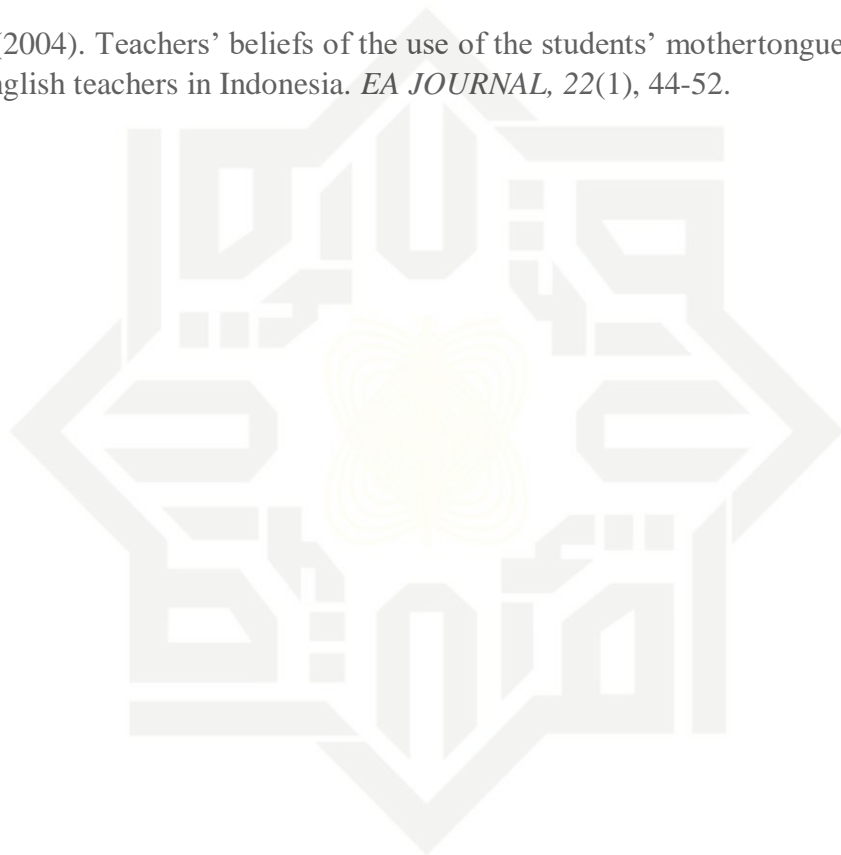 (2004). Teachers’ beliefs of the use of the students’ mothertongue
nglish teachers in Indonesia. EA JOURNAL, 22(1), 44-52.